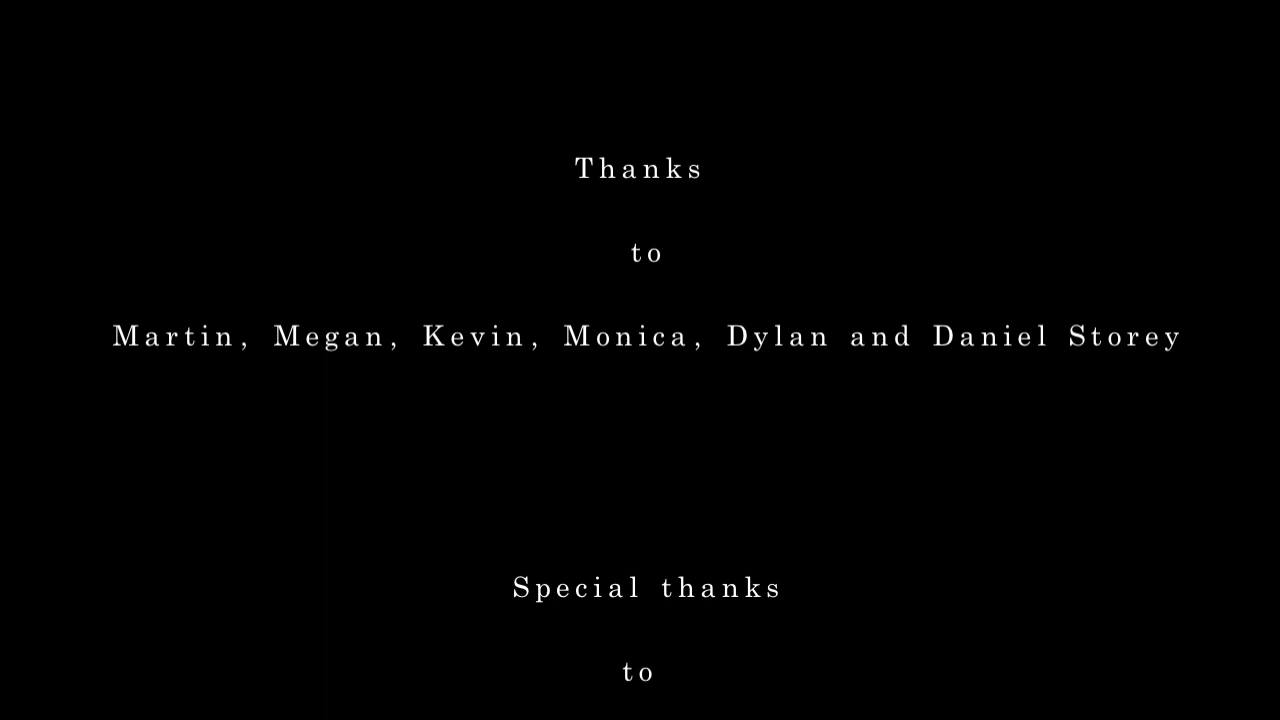 Thanks
to
Martin, Megan, Kevin, Monica, Dylan and Daniel Storey
Special thanks
to